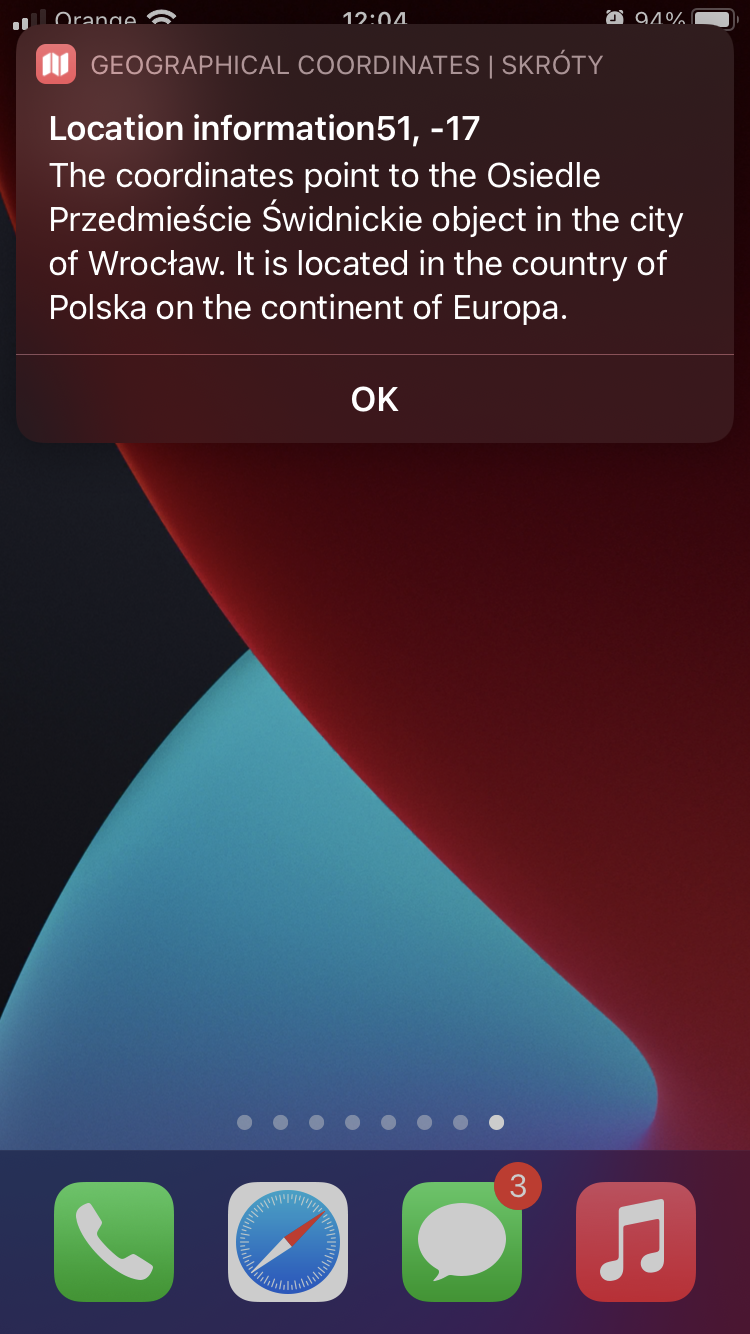 Orange 12:04 94%
GEOGRAPHICAL COORDINATES | SKRÓTY
Location information51, -17
The coordinates point to the Osiedle
Przedmieście Świdnickie object in the city
of Wrocław. It is located in the country of
Polska on the continent of Europa.
OK
3